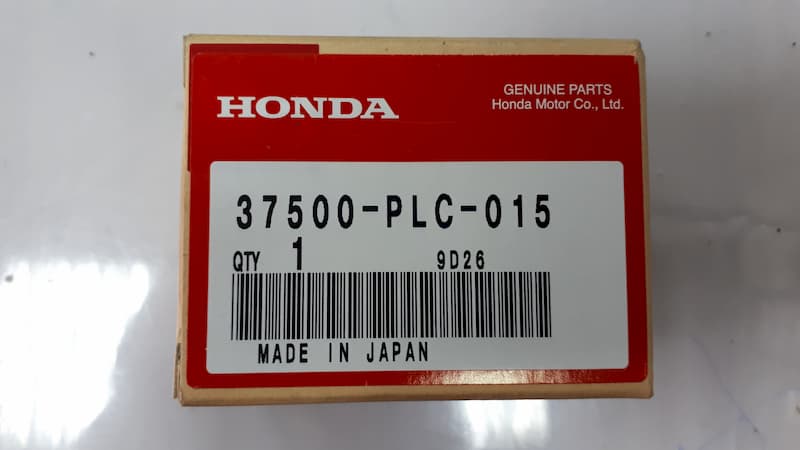 HONDA
GENUINE PARTS
Honda Motor Co., Ltd.
37500-PLC-015
QTY 1 9D26
MADE IN JAPAN